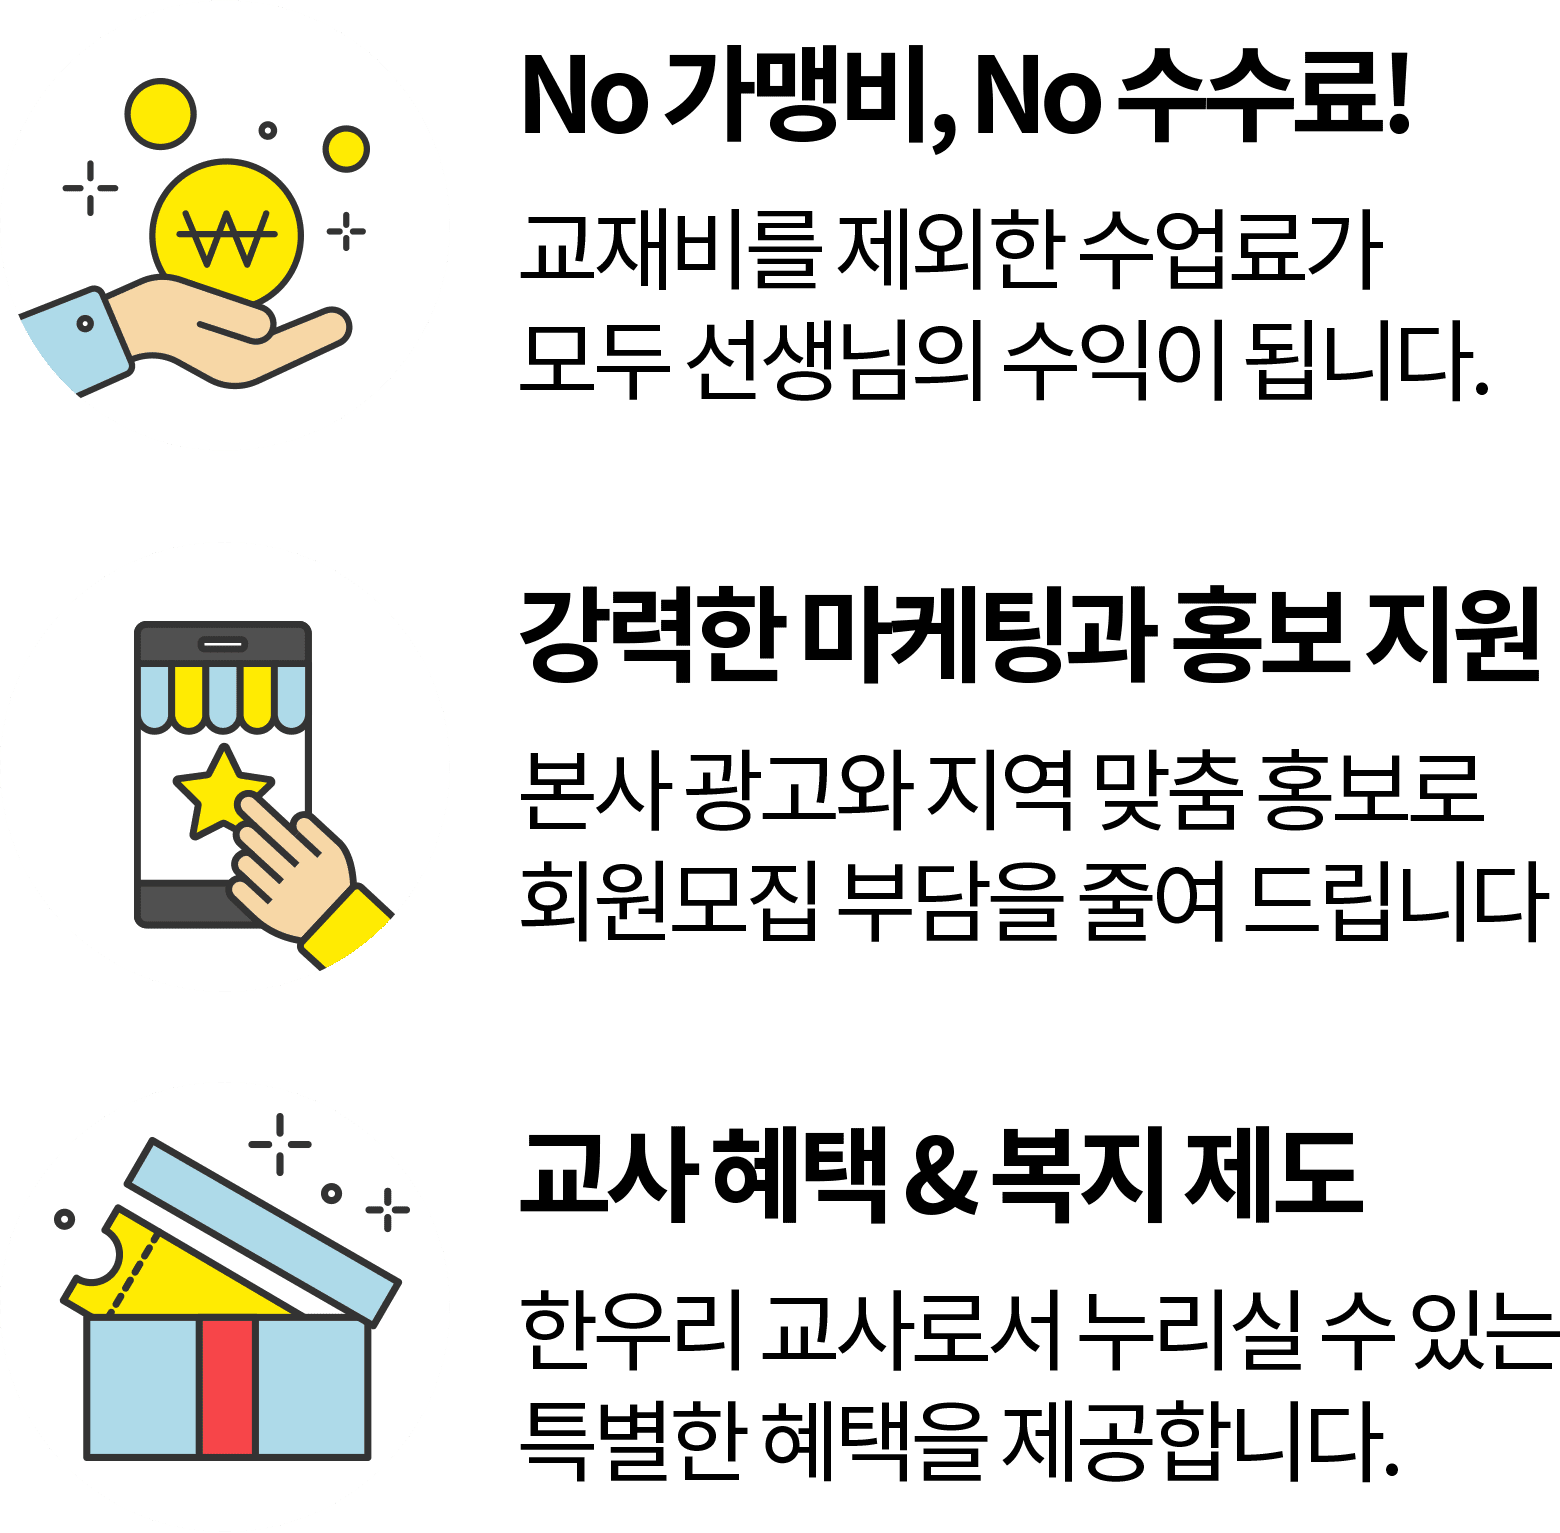 No 가맹비, No 수수료!
교재비를 제외한 수업료가
모두 선생님의 수익이 됩니다.
강력한 마케팅과 홍보 지원
본사 광고와 지역 맞춤 홍보로
회원모집 부담을 줄여 드립니다
교사 혜택 & 복지 제도
한우리 교사로서 누리실 수 있는
특별한 혜택을 제공합니다.